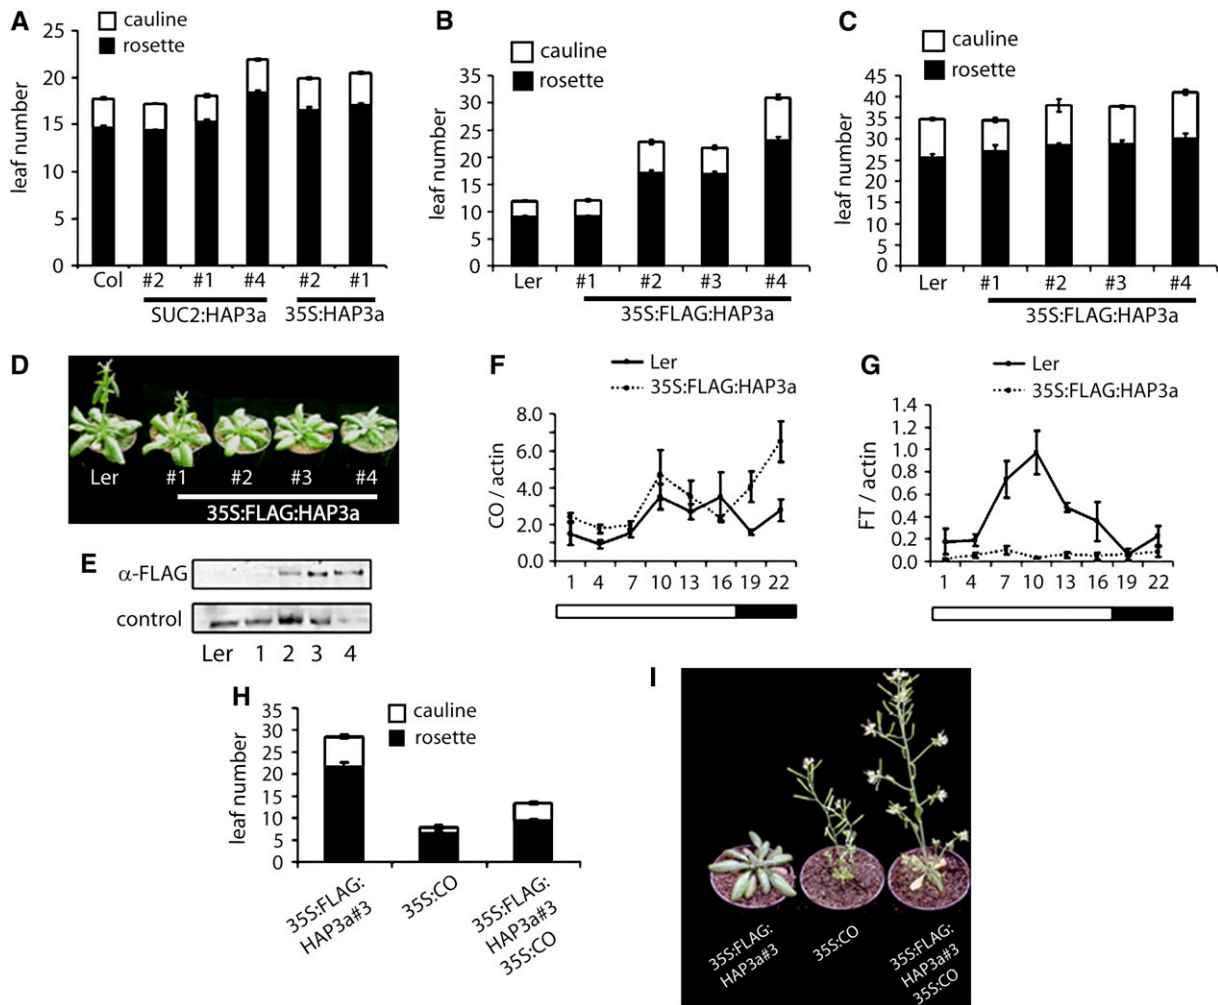 A
cauline
rosette
leaf number
25
20
15
10
5
0
Col
#2
#1
#4
#2
#1
SUC2:HAP3a
35S:HAP3a
B
cauline
rosette
leaf number
35
30
25
20
15
10
5
0
Ler
#1
#2
#3
#4
35S:FLAG:HAP3a
C
cauline
rosette
leaf number
45
40
35
30
25
20
15
10
5
0
Ler
#1
#2
#3
#4
35S:FLAG:HAP3a
D
Ler
#1
#2
#3
#4
35S:FLAG:HAP3a
E
α-FLAG
control
Ler
1
2
3
4
F
Ler
35S:FLAG:HAP3a
CO / actin
8.0
6.0
4.0
2.0
0.0
1
4
7
10
13
16
19
22
G
Ler
35S:FLAG:HAP3a
FT / actin
1.4
1.2
1.0
0.8
0.6
0.4
0.2
0.0
1
4
7
10
13
16
19
22
H
cauline
rosette
leaf number
35
30
25
20
15
10
5
0
35S:FLAG:
HAP3a#3
35S:CO
35S:FLAG:
HAP3a#3
35S:CO
I
35S:FLAG:
HAP3a#3
35S:CO
35S:FLAG:
HAP3a#3
35S:CO